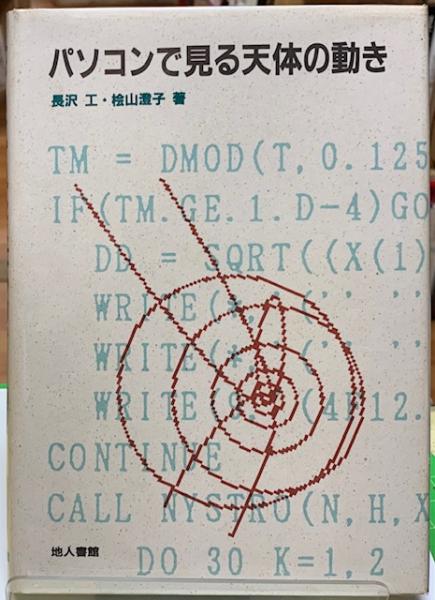 パソコンで見る天体の動き
長沢 工・桧山澄子 著
TM = DMOD(T, 0.125
IF(TM.GE.1.D-4)GO
DD = SQRT((X(1)
WRITE(*,
WRITE(*,
WRITE(
CONTINUE
CALL NYSTRO(N, H, X
DO 30 K=1, 2
地人書館